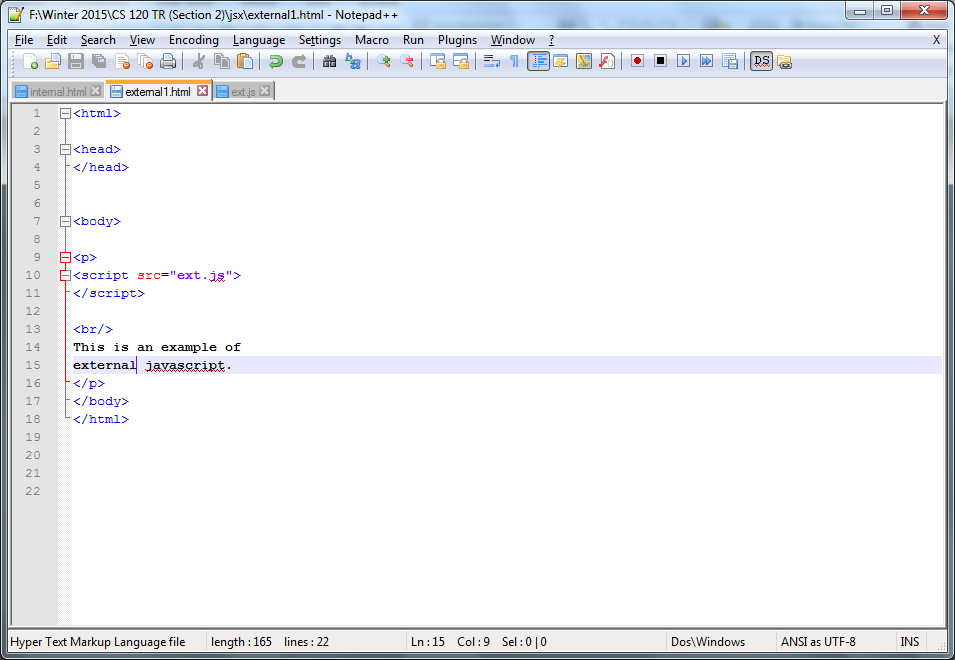 F:\Winter 2015\CS 120 TR (Section 2)\jsx\external1.html - Notepad++
File Edit Search View Encoding Language Settings Macro Run Plugins Window ? X
internal.html external1.html ext.js
1 <html>
2
3 <head>
4 </head>
5
6
7 <body>
8
9 <p>
10 <script src="ext.js">
11 </script>
12
13 <br/>
14 This is an example of
15 external javascript.
16 </p>
17 </body>
18 </html>
19
20
21
22
Hyper Text Markup Language file length : 165 lines : 22 Ln : 15 Col : 9 Sel : 0 | 0 Dos\Windows ANSI as UTF-8 INS